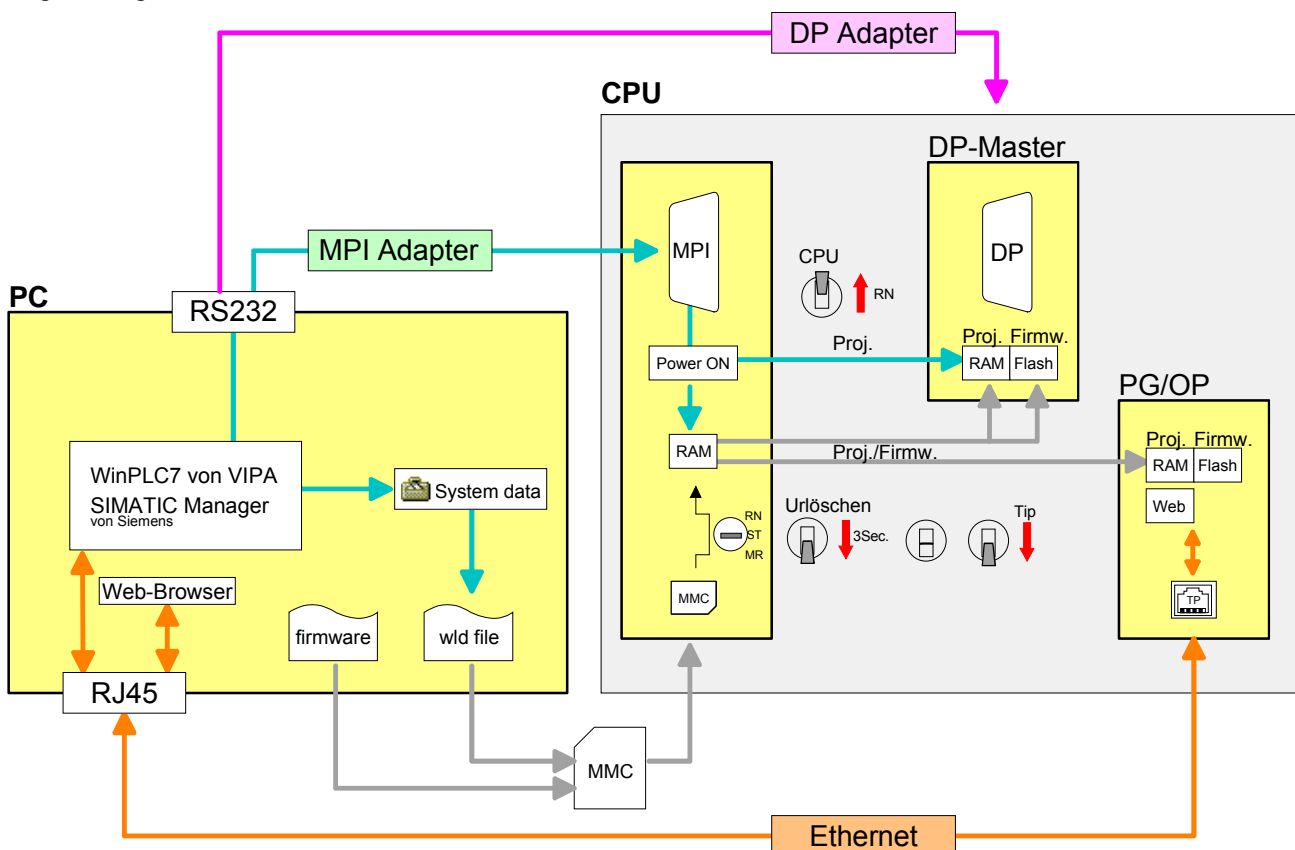 DP Adapter
CPU
DP-Master
MPI
DP
CPU
RN
MPI Adapter
PC
RS232
Proj.
Proj. Firmw.
Power ON
RAM Flash
PG/OP
RAM
Proj./Firmw.
Proj. Firmw.
RAM Flash
WinPLC7 von VIPA
SIMATIC Manager
von Siemens
System data
Web
RN
ST
MR
Urlöschen
3Sec.
Tip
Web-Browser
MMC
TP
firmware
wld file
RJ45
MMC
Ethernet